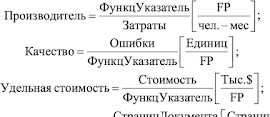 Производитель = ФункцУказатель / Затраты [ FP / чел. – мес ] ;
Качество = Ошибки / ФункцУказатель [ Единиц / FP ] ;
Удельная стоимость = Стоимость / ФункцУказатель [ Тыс.$ / FP ] ;